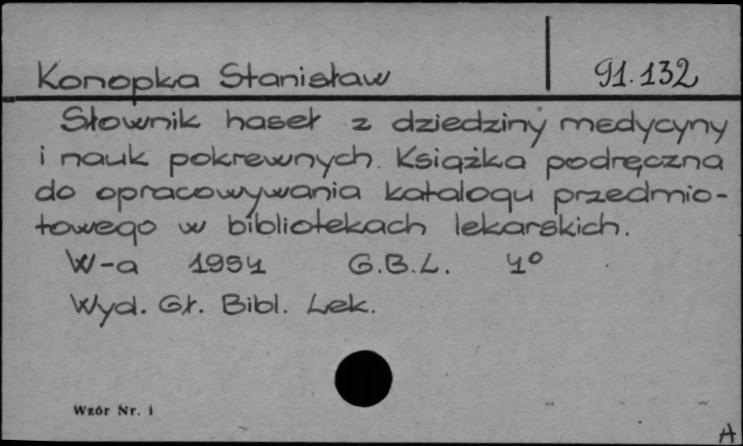 Konopka Stanisław 91.132
Słownik haseł z dziedziny medycyny
i nauk pokrewnych. Książka podręczna
do opracowywania katalogu przedmio-
towego w bibliotekach lekarskich.
W-a 1954 G.B.L. 4°
Wyd. Gł. Bibl. Lek.
Wzór Nr. 1
A